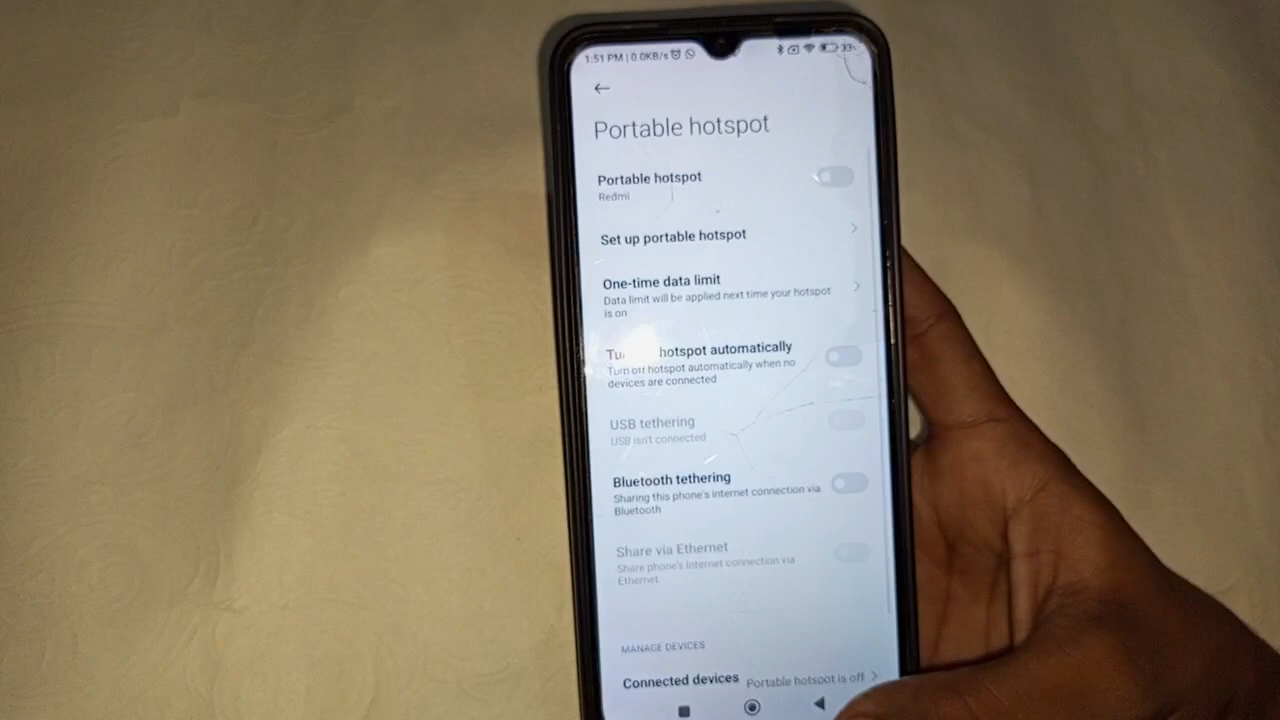 1:51 PM | 0.0KB/s 33
Portable hotspot
Portable hotspot
Redmi
Set up portable hotspot
One-time data limit
Data limit will be applied next time your hotspot
is on
hotspot automatically
Turn off hotspot automatically when no
devices are connected
USB tethering
USB isn't connected
Bluetooth tethering
Sharing this phone's internet connection via
Bluetooth
Share via Ethernet
Share phone's internet connection via
Ethernet
MANAGE DEVICES
Connected devices Portable hotspot is off